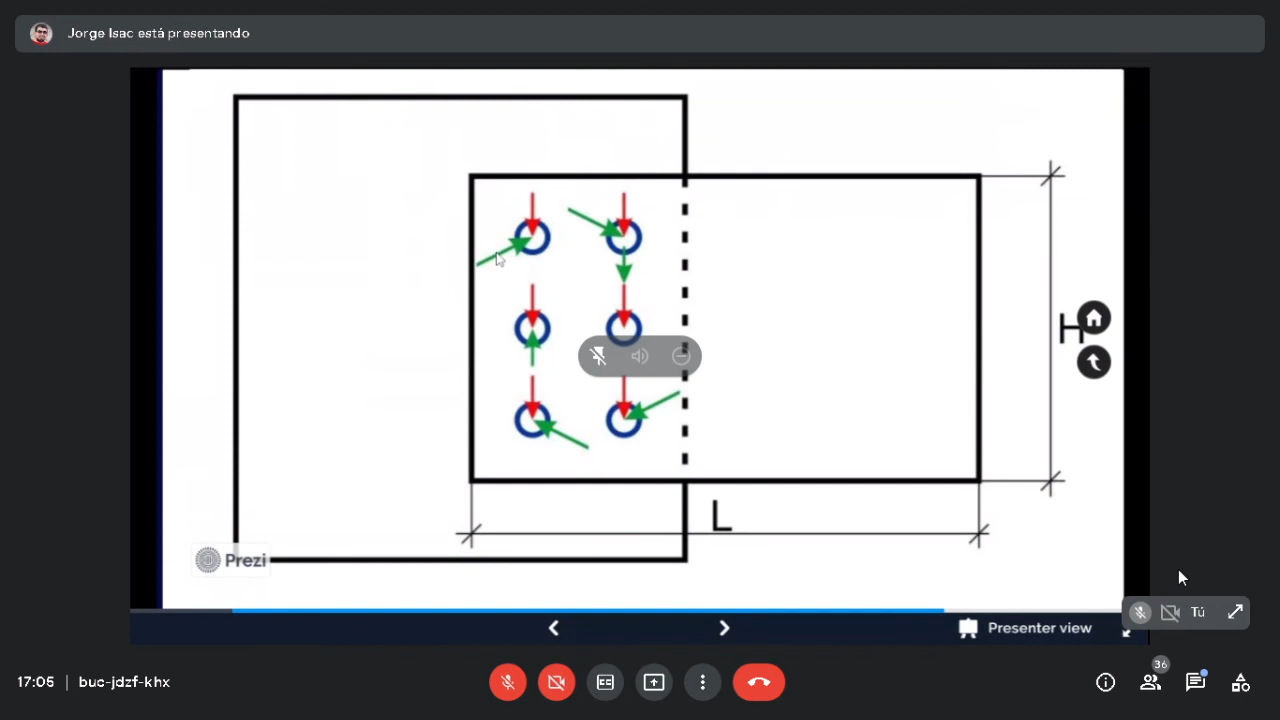 Jorge Isac está presentando
H
L
Prezi
Presenter view
Tú
17:05 | buc-jdzf-khx
36